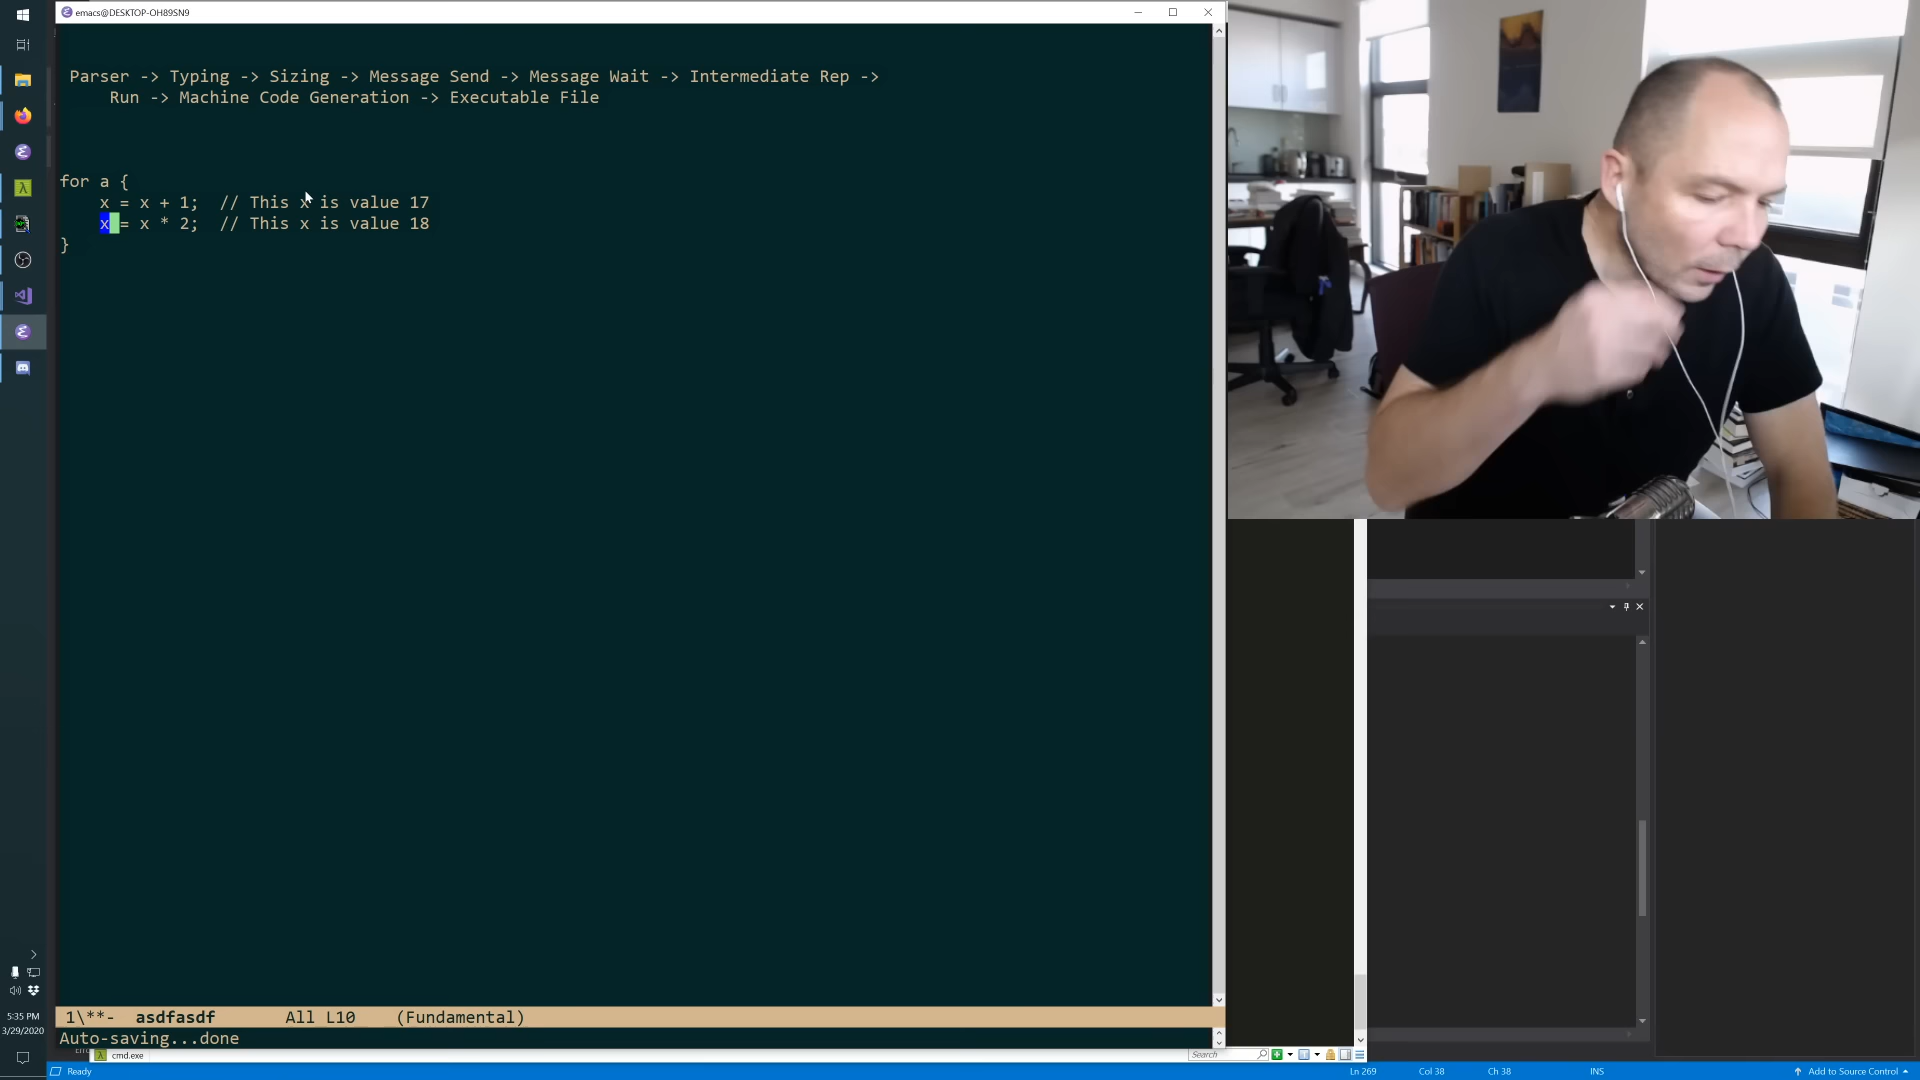 emacs@DESKTOP-OH89SN9
Parser -> Typing -> Sizing -> Message Send -> Message Wait -> Intermediate Rep ->
Run -> Machine Code Generation -> Executable File
for a {
x = x + 1;  // This x is value 17
x = x * 2;  // This x is value 18
}
1\**-  asdfasdf       All L10    (Fundamental)
Auto-saving...done
cmd.exe
Search
Ready
Ln 269
Col 38
Ch 38
INS
Add to Source Control
5:35 PM
3/29/2020